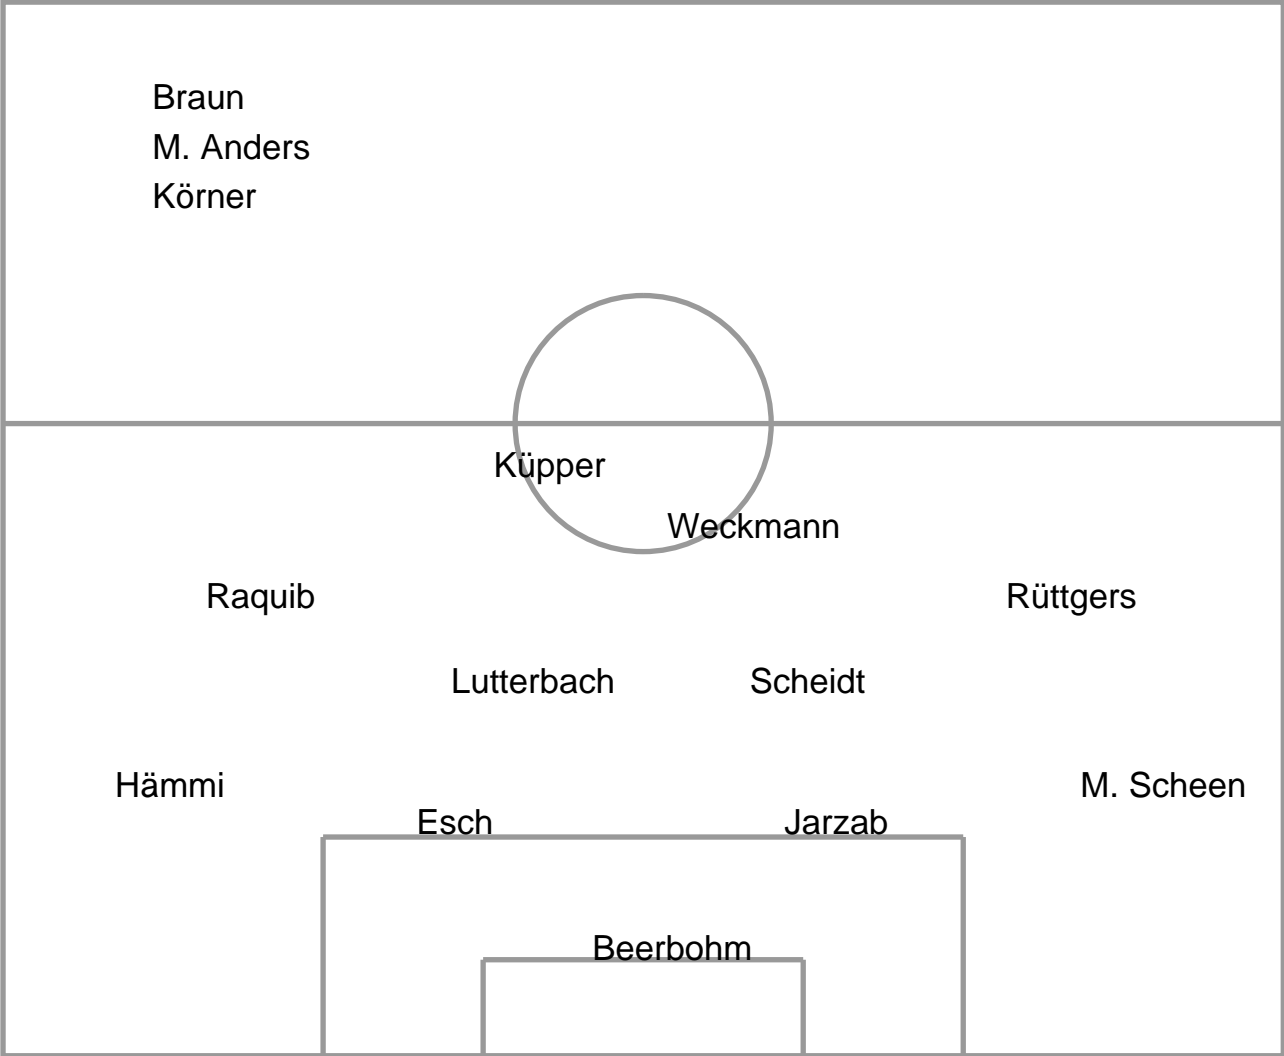 Braun
M. Anders
Körner
Küpper
Weckmann
Raquib
Rüttgers
Lutterbach
Scheidt
Hämmi
M. Scheen
Esch
Jarzab
Beerbohm